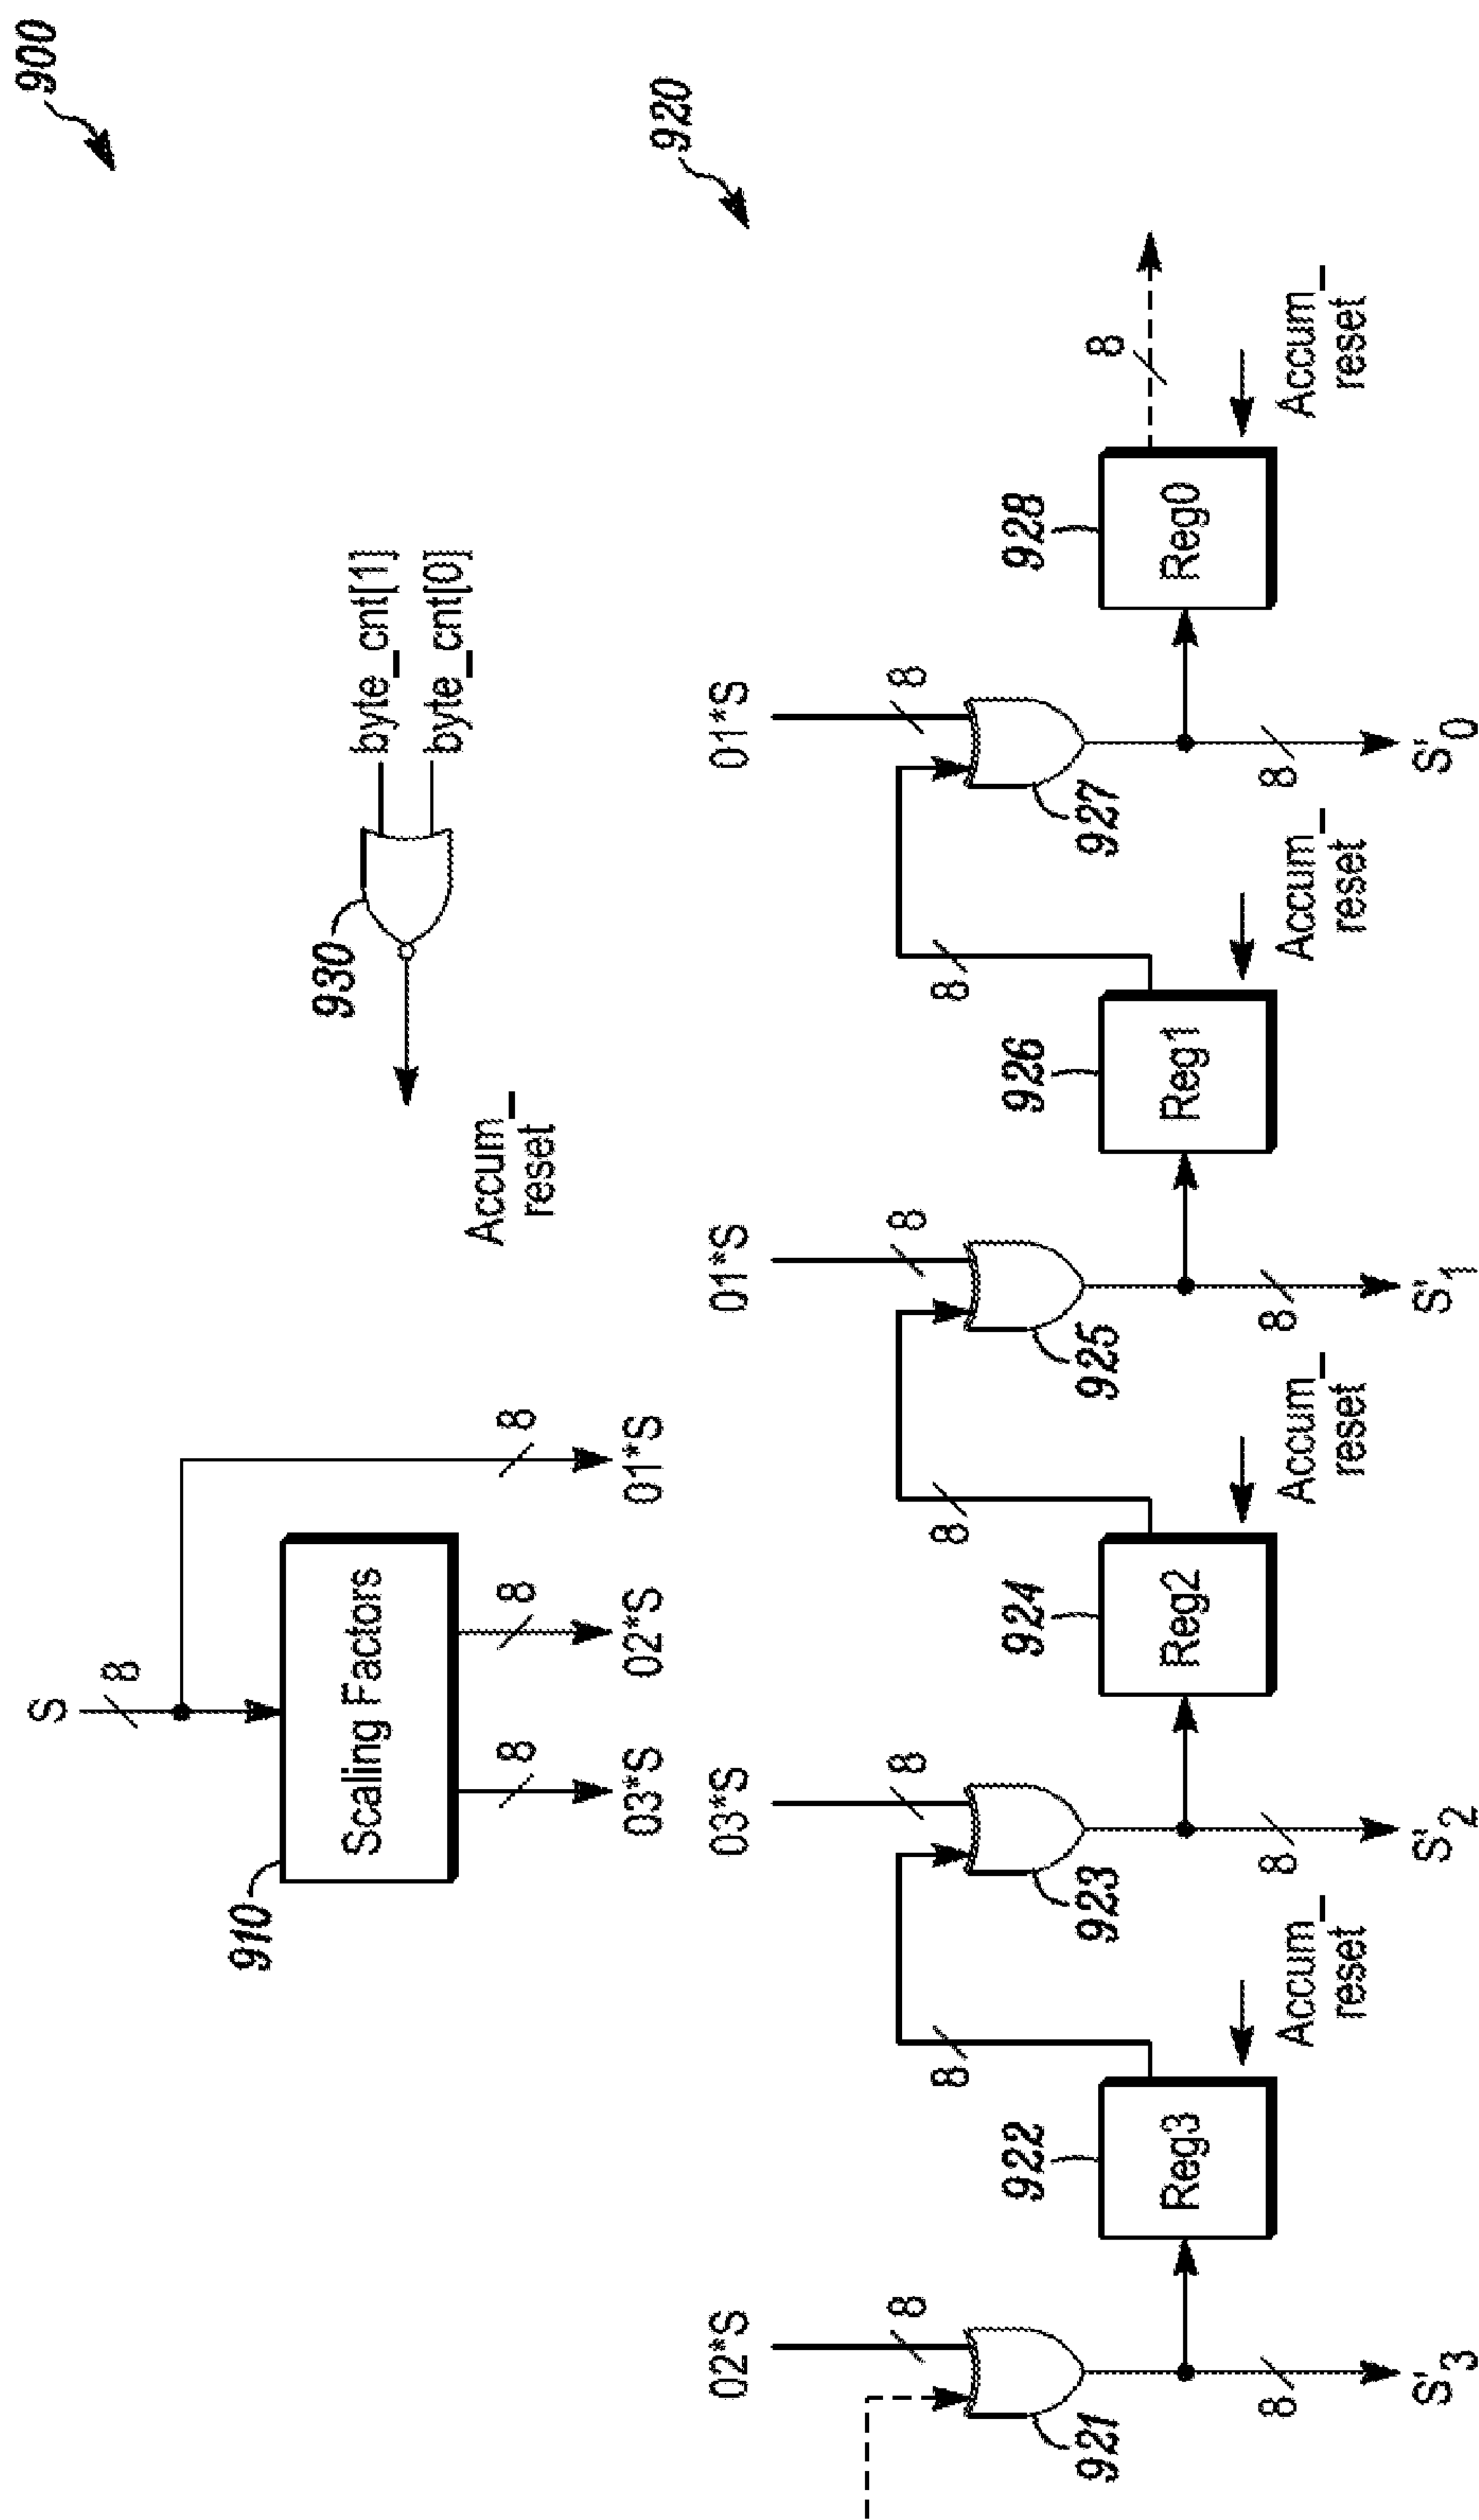 900
S
8
910
Scaling Factors
8
8
8
03*S
02*S
01*S
930
byte_cnt[1]
byte_cnt[0]
Accum_
reset
920
02*S
03*S
01*S
01*S
8
8
8
8
8
8
8
8
921
922
923
924
925
926
927
928
Reg3
Reg2
Reg1
Reg0
8
8
8
8
Accum_
reset
Accum_
reset
Accum_
reset
Accum_
reset
S'3
S'2
S'1
S'0